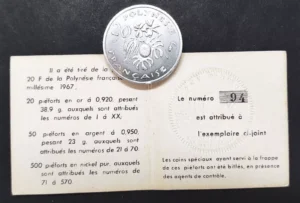 POLYNÉSIE
20 F
FRANÇAISE
Il a été tiré de la
20 F de la Polynésie française
millésime 1967,
20 piéforts en or à 0,920, pesant
38,9 g. auxquels sont attribués
les numéros de I à XX,
50 piéforts en argent à 0,950,
pesant 23 g. auxquels sont
attribués les numéros de 21 à 70.
500 piéforts en nickel pur, auxquels
sont attribués les numéros de
71 à 570.
Le numéro 94
est attribué à
l'exemplaire ci-joint
Les coins spéciaux ayant servi à la frappe
de ces piéforts ont été biffés, en présence
des agents de contrôle.